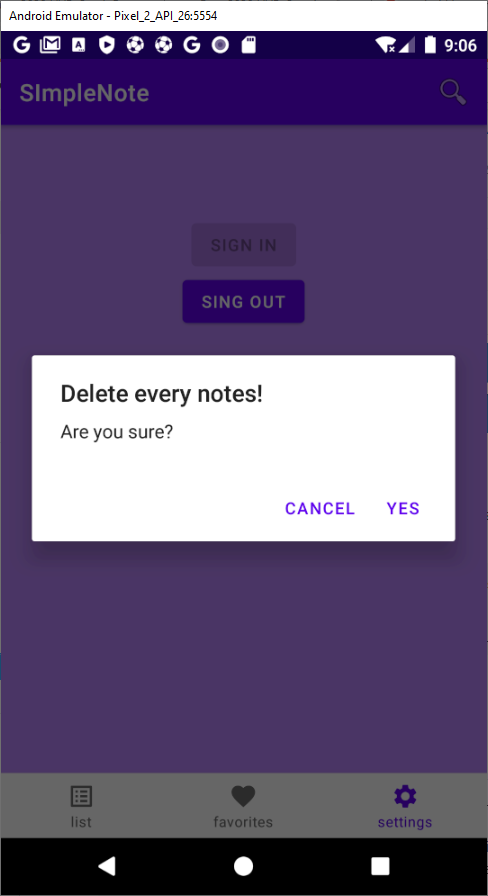 Android Emulator - Pixel_2_API_26:5554
9:06
SImpleNote
SIGN IN
SING OUT
Delete every notes!
Are you sure?
CANCEL YES
list favorites settings